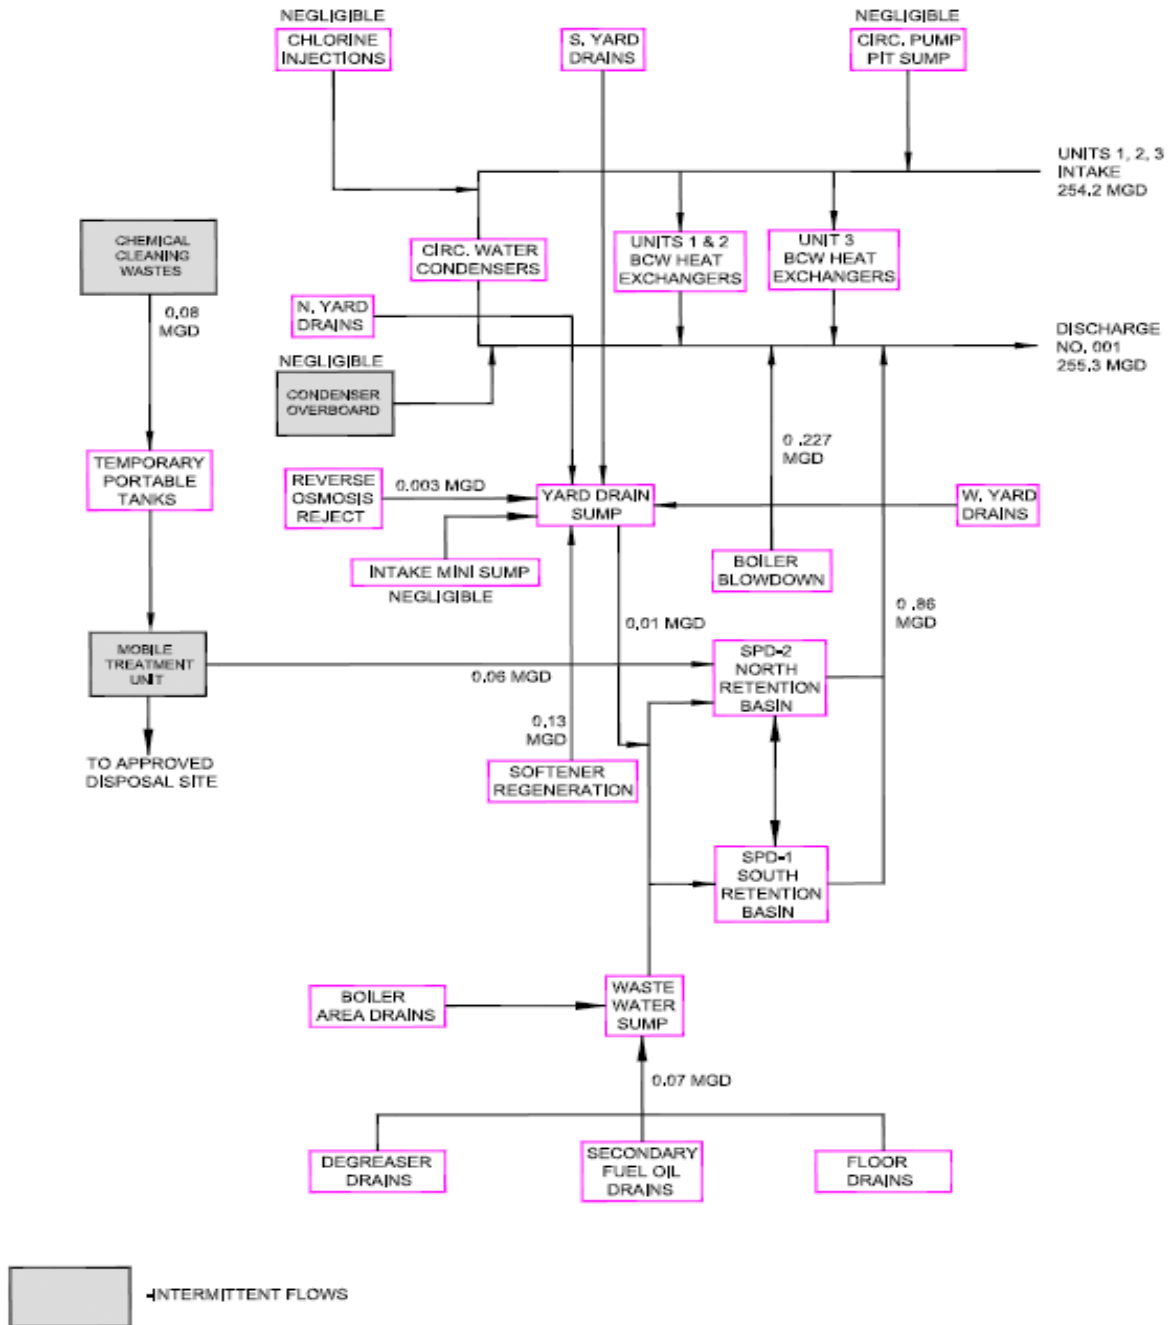 NEGLIGIBLE
CHLORINE
INJECTIONS
S. YARD
DRAINS
NEGLIGIBLE
CIRC. PUMP
PIT SUMP
UNITS 1, 2, 3
INTAKE
254.2 MGD
CHEMICAL
CLEANING
WASTES
CIRC. WATER
CONDENSERS
UNITS 1 & 2
BCW HEAT
EXCHANGERS
UNIT 3
BCW HEAT
EXCHANGERS
0.08
MGD
N. YARD
DRAINS
DISCHARGE
NO. 001
255.3 MGD
NEGLIGIBLE
CONDENSER
OVERBOARD
0 .227
MGD
TEMPORARY
PORTABLE
TANKS
REVERSE
OSMOSIS
REJECT
0.003 MGD
YARD DRAIN
SUMP
W. YARD
DRAINS
INTAKE MINI SUMP
NEGLIGIBLE
BOILER
BLOWDOWN
0.01 MGD
0 .86
MGD
MOBILE
TREATMENT
UNIT
0.06 MGD
SPD-2
NORTH
RETENTION
BASIN
0.13
MGD
TO APPROVED
DISPOSAL SITE
SOFTENER
REGENERATION
SPD-1
SOUTH
RETENTION
BASIN
BOILER
AREA DRAINS
WASTE
WATER
SUMP
0.07 MGD
DEGREASER
DRAINS
SECONDARY
FUEL OIL
DRAINS
FLOOR
DRAINS
-INTERMITTENT FLOWS